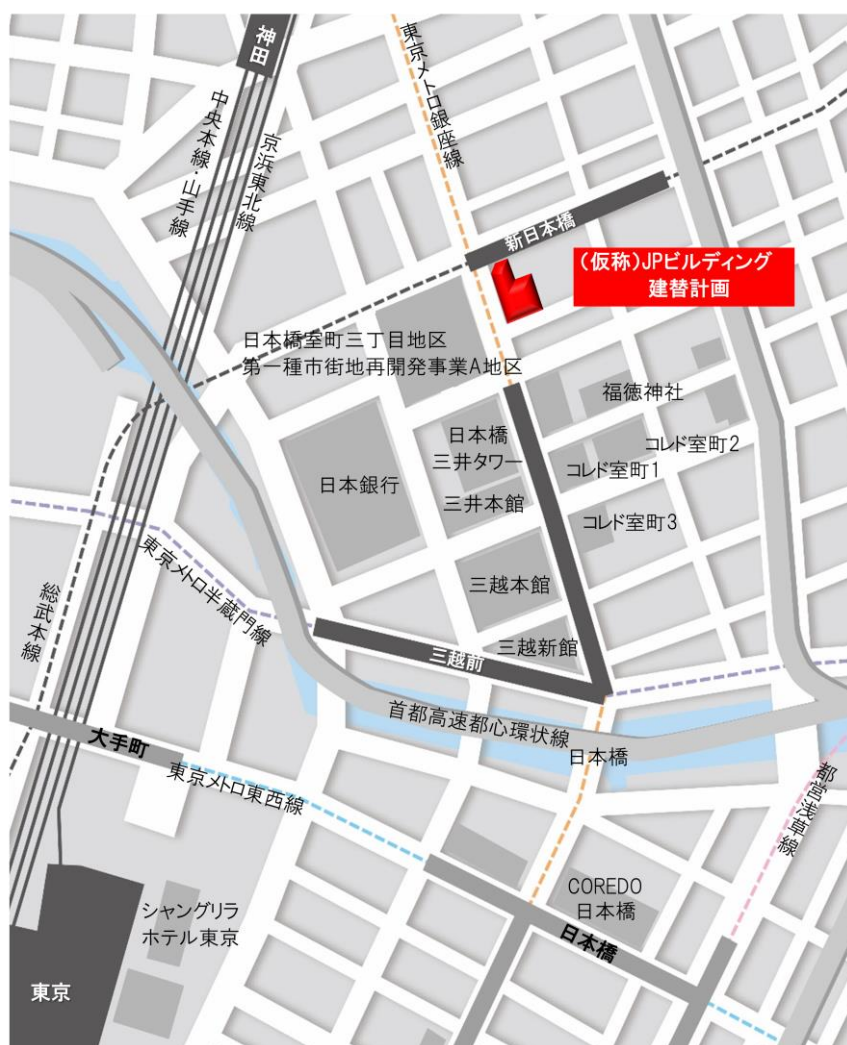 神田
中央本線・山手線
京浜東北線
東京メトロ銀座線
新日本橋
(仮称)JPビルディング
建替計画
日本橋室町三丁目地区
第一種市街地再開発事業A地区
福徳神社
日本橋
三井タワー
コレド室町2
コレド室町1
日本銀行
三井本館
コレド室町3
東京メトロ半蔵門線
総武本線
三越本館
三越新館
三越前
首都高速都心環状線
日本橋
大手町
東京メトロ東西線
都営浅草線
COREDO
日本橋
日本橋
シャングリラ
ホテル東京
東京